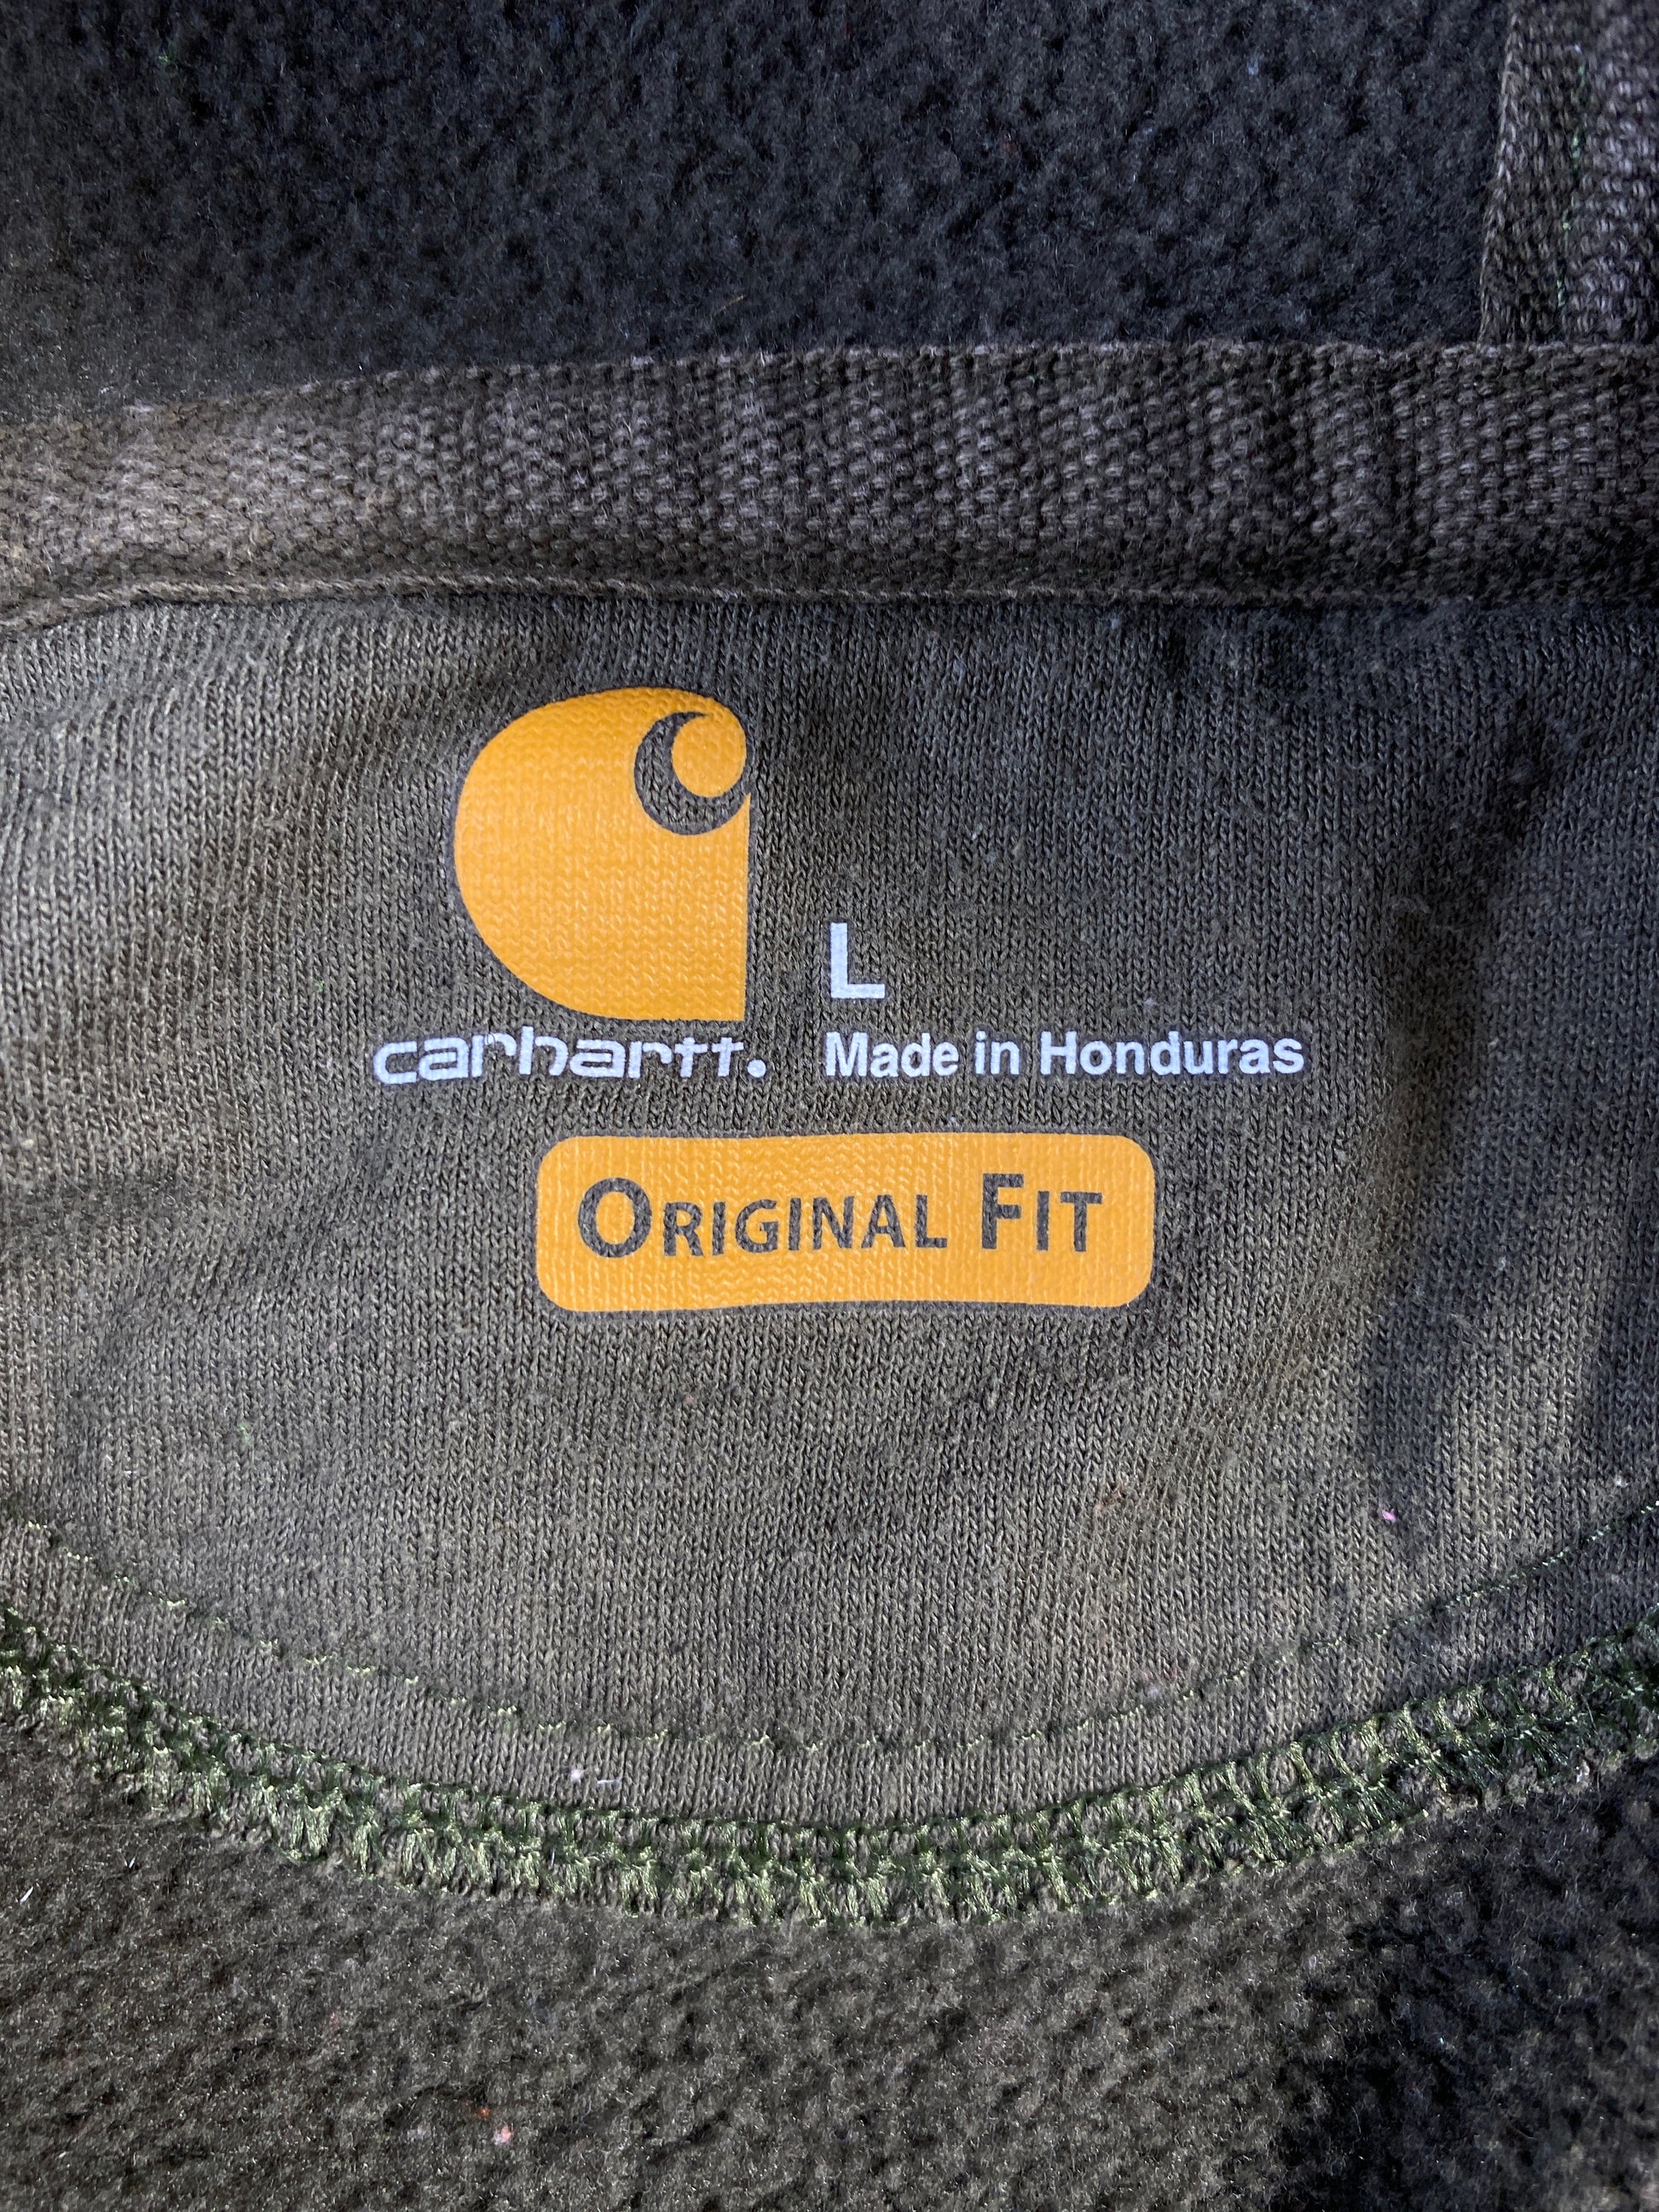 L
carhartt.
Made in Honduras
ORIGINAL FIT